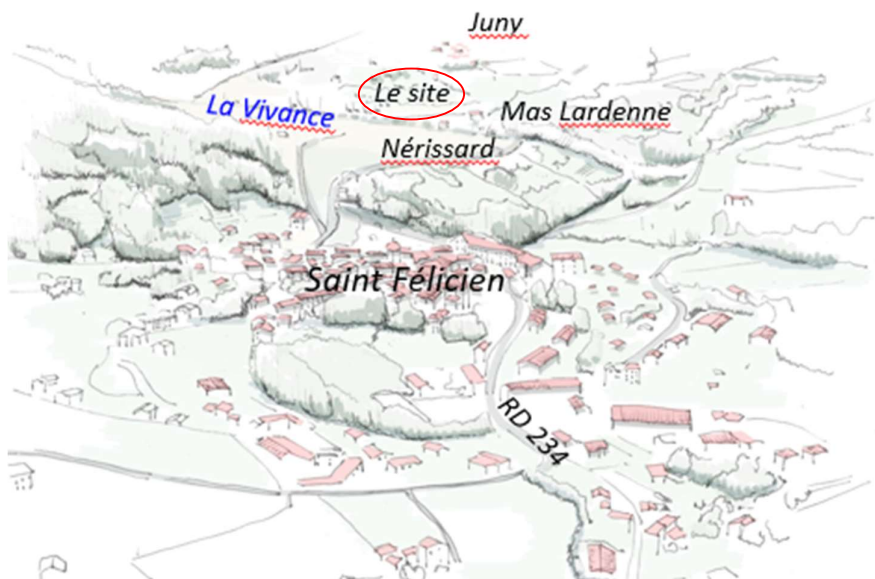 Juny
Le site
La Vivance
Mas Lardenne
Nérissard
Saint Félicien
RD 234